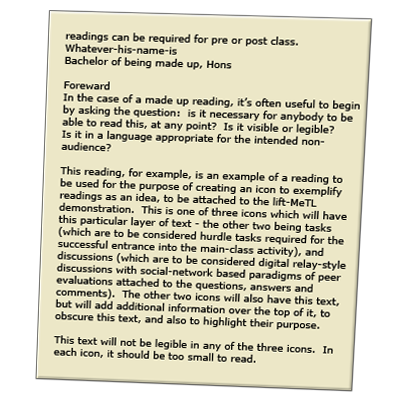 readings can be required for pre or post class.
Whatever-his-name-is
Bachelor of being made up, Hons
Foreward
In the case of a made up reading, it's often useful to begin
by asking the question:  is it necessary for anybody to be
able to read this, at any point?  Is it visible or legible?
Is it in a language appropriate for the intended non-
audience?
This reading, for example, is an example of a reading to
be used for the purpose of creating an icon to exemplify
readings as an idea, to be attached to the lift-MeTL
demonstration.  This is one of three icons which will have
this particular layer of text - the other two being tasks
(which are to be considered hurdle tasks required for the
successful entrance into the main-class activity), and
discussions (which are to be considered digital relay-style
discussions with social-network based paradigms of peer
evaluations attached to the questions, answers and
comments).  The other two icons will also have this text,
but will add additional information over the top of it, to
obscure this text, and also to highlight their purpose.
This text will not be legible in any of the three icons.  In
each icon, it should be too small to read.